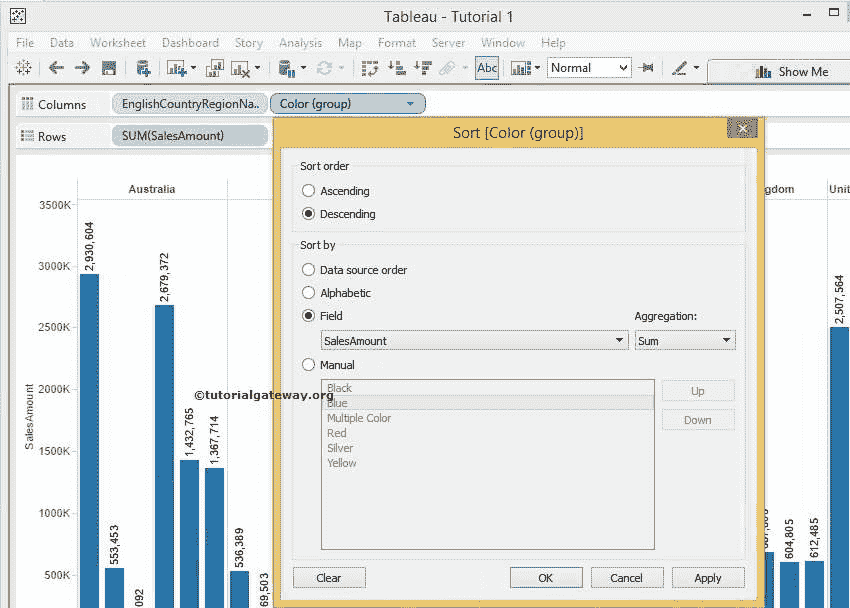 Tableau - Tutorial 1
File Data Worksheet Dashboard Story Analysis Map Format Server Window Help
Abc Normal Show Me
Columns EnglishCountryRegionNa.. Color (group)
Rows SUM(SalesAmount)
Sort [Color (group)]
Sort order
Ascending
Descending
Sort by
Data source order
Alphabetic
Field Aggregation:
SalesAmount Sum
Manual
Black
Blue
Multiple Color
Red
Silver
Yellow
Up
Down
Clear OK Cancel Apply
Australia
gdom Unit
3500K
3000K
2500K
2000K
1500K
1000K
500K
SalesAmount
2,930,604
553,453
092
2,679,372
1,432,765
1,367,714
536,389
69,503
604,805
612,485
2,507,564
©tutorialgateway.org